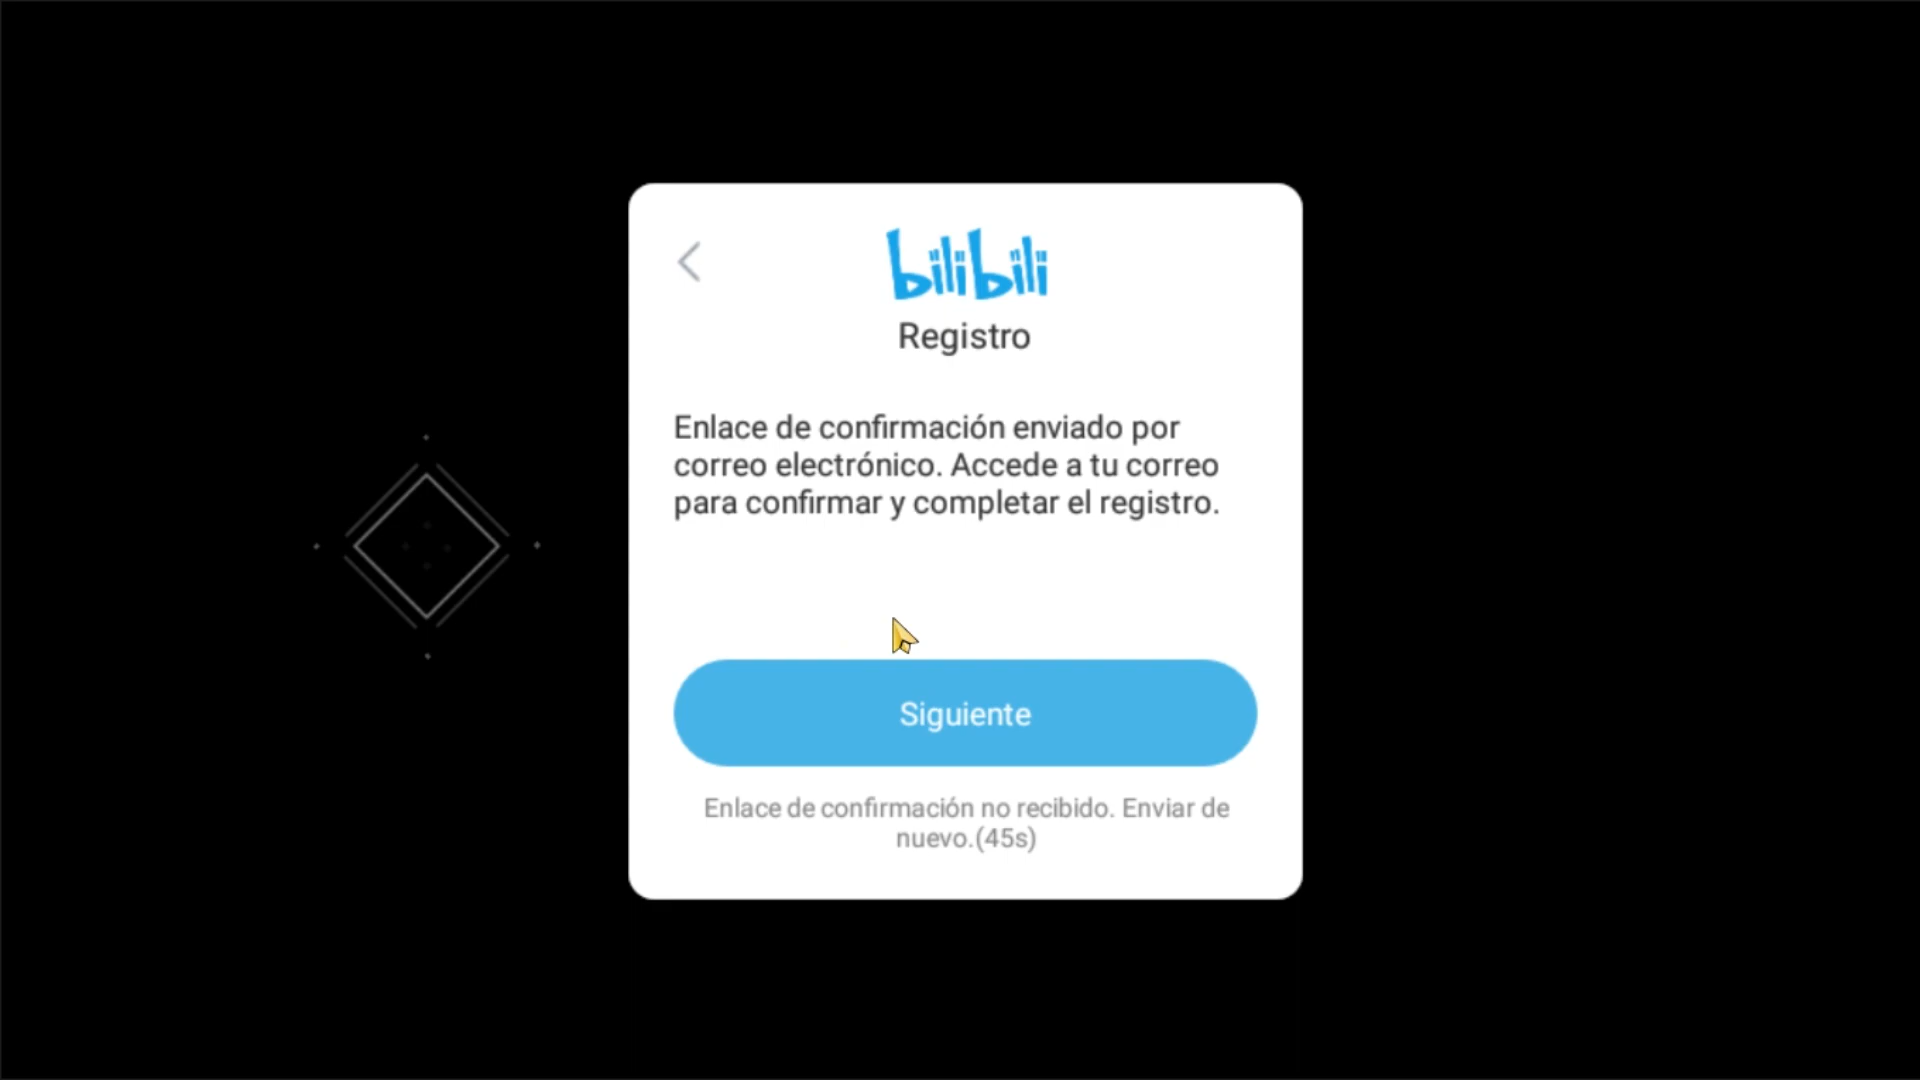 bilibili
Registro
Enlace de confirmación enviado por
correo electrónico. Accede a tu correo
para confirmar y completar el registro.
Siguiente
Enlace de confirmación no recibido. Enviar de
nuevo.(45s)